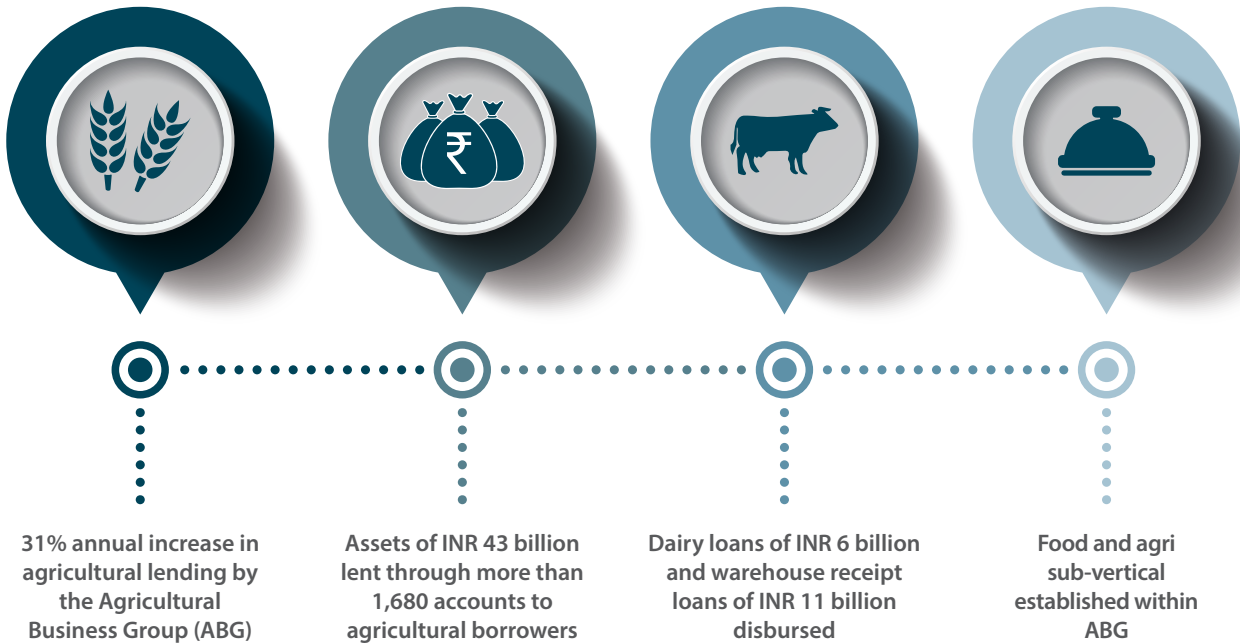 ₹
31% annual increase in
agricultural lending by
the Agricultural
Business Group (ABG)
Assets of INR 43 billion
lent through more than
1,680 accounts to
agricultural borrowers
Dairy loans of INR 6 billion
and warehouse receipt
loans of INR 11 billion
disbursed
Food and agri
sub-vertical
established within
ABG